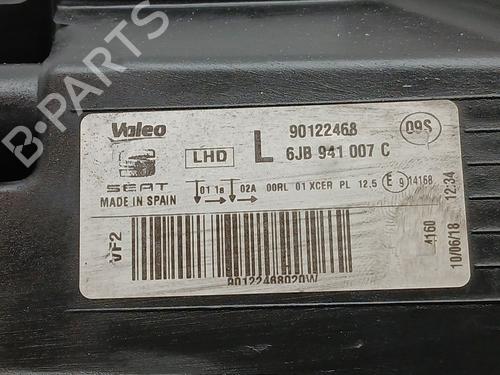 Valeo
90122468
09S
LHD
L
6JB 941 007 C
SEAT
MADE IN SPAIN
01 1a 02A 00RL 01 XCER PL 12,5 E 9 14168
12:34
VF2
4160
10/06/18
90122468020W
B-PARTS